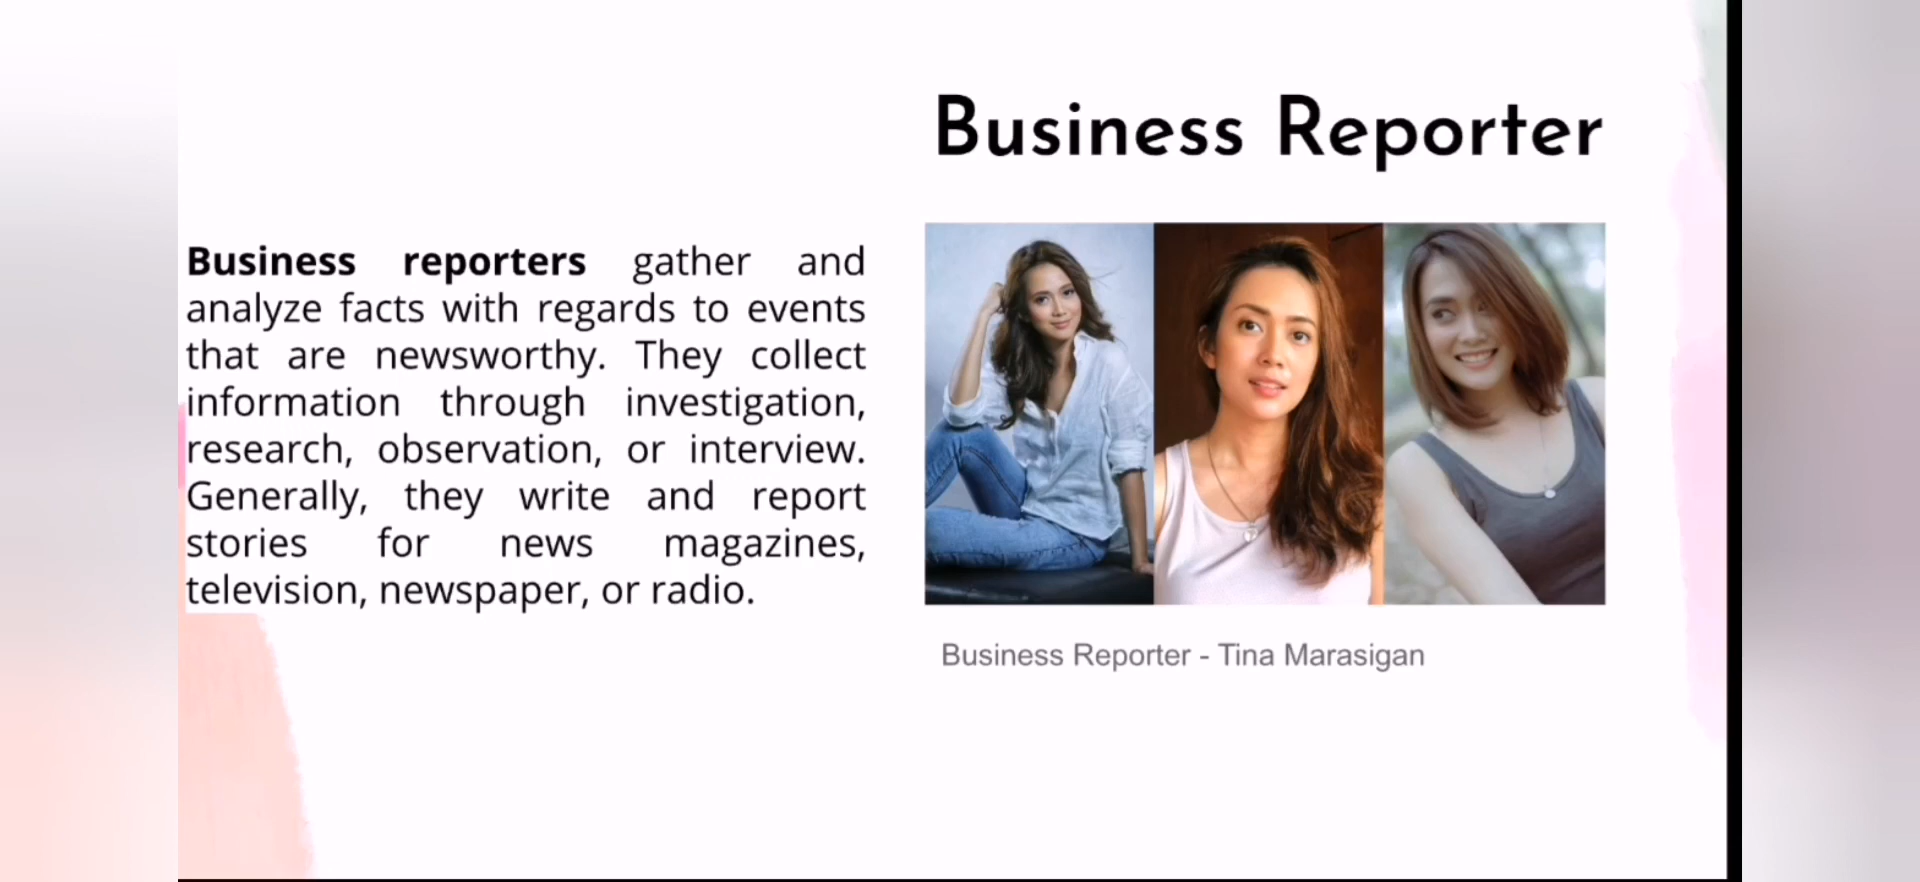 Business Reporter
Business reporters gather and
analyze facts with regards to events
that are newsworthy. They collect
information through investigation,
research, observation, or interview.
Generally, they write and report
stories for news magazines,
television, newspaper, or radio.
Business Reporter - Tina Marasigan